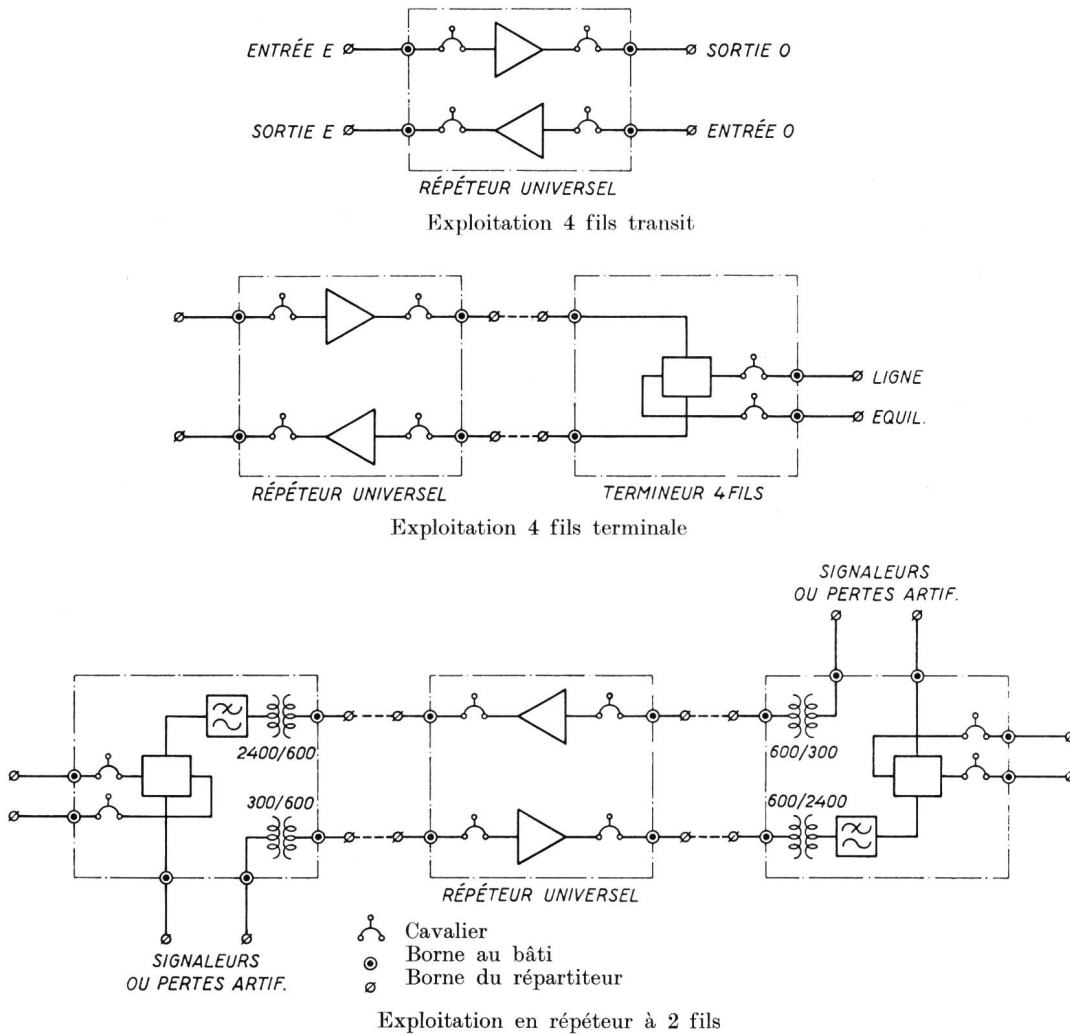 ENTRÉE E
SORTIE O
SORTIE E
ENTRÉE O
RÉPÉTEUR UNIVERSEL
Exploitation 4 fils transit
LIGNE
EQUIL.
RÉPÉTEUR UNIVERSEL
TERMINEUR 4 FILS
Exploitation 4 fils terminale
SIGNALEURS
OU PERTES ARTIF.
2400/600
600/300
300/600
600/2400
RÉPÉTEUR UNIVERSEL
SIGNALEURS
OU PERTES ARTIF.
Cavalier
Borne au bâti
Borne du répartiteur
Exploitation en répéteur à 2 fils